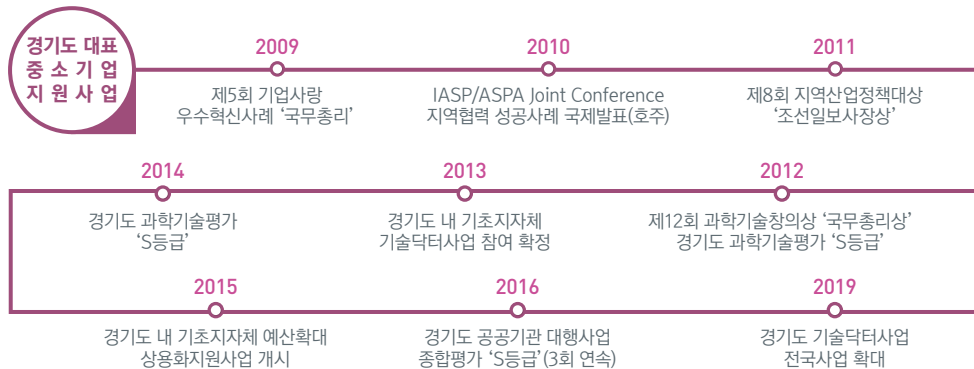 경기도 대표
중소기업
지원사업
2009
제5회 기업사랑
우수혁신사례 ‘국무총리’
2010
IASP/ASPA Joint Conference
지역협력 성공사례 국제발표(호주)
2011
제8회 지역산업정책대상
‘조선일보사장상’
2012
제12회 과학기술창의상 ‘국무총리상’
경기도 과학기술평가 ‘S등급’
2013
경기도 내 기초지자체
기술닥터사업 참여 확정
2014
경기도 과학기술평가
‘S등급’
2015
경기도 내 기초지자체 예산확대
상용화지원사업 개시
2016
경기도 공공기관 대행사업
종합평가 ‘S등급’(3회 연속)
2019
경기도 기술닥터사업
전국사업 확대